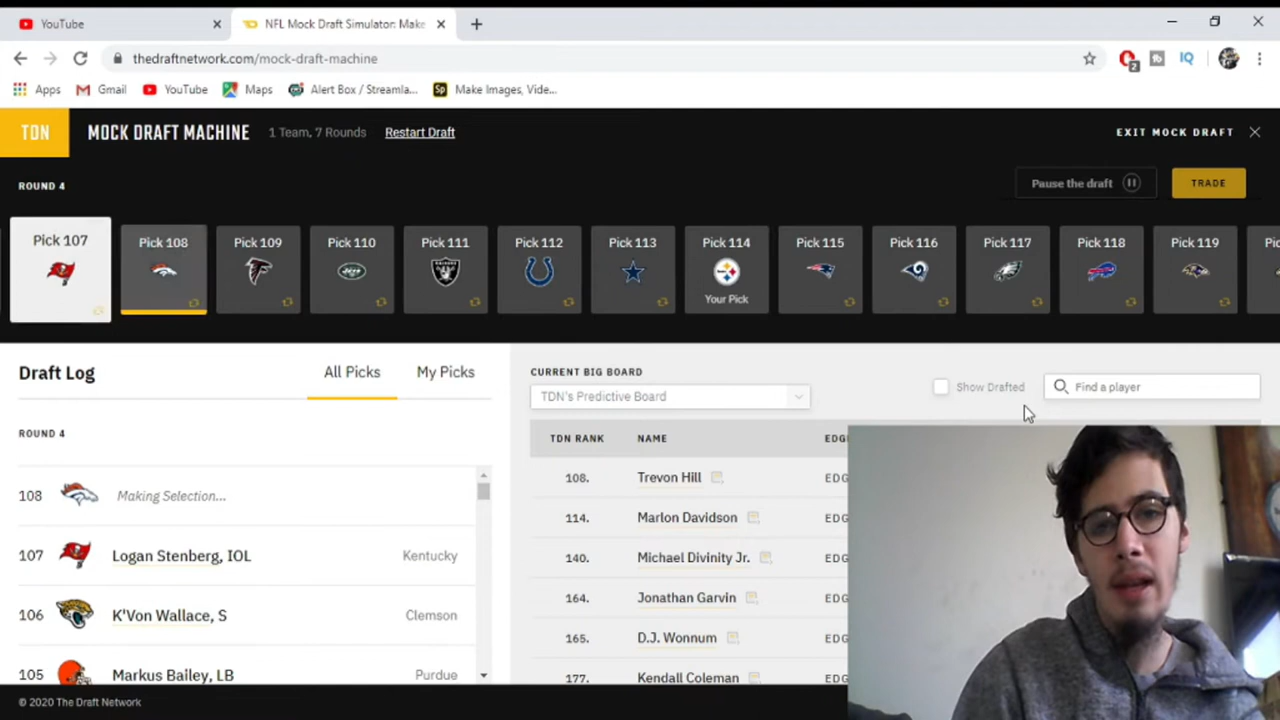 YouTube
NFL Mock Draft Simulator: Make
thedraftnetwork.com/mock-draft-machine
2
IQ
Apps
Gmail
YouTube
Maps
Alert Box / Streamla...
Sp
Make Images, Vide...
TDN
MOCK DRAFT MACHINE
1 Team, 7 Rounds
Restart Draft
EXIT MOCK DRAFT
ROUND 4
Pause the draft
TRADE
Pick 107
Pick 108
Pick 109
Pick 110
Pick 111
Pick 112
Pick 113
Pick 114
Your Pick
Pick 115
Pick 116
Pick 117
Pick 118
Pick 119
Draft Log
All Picks
My Picks
ROUND 4
108 Making Selection...
107 Logan Stenberg, IOL Kentucky
106 K'Von Wallace, S Clemson
105 Markus Bailey, LB Purdue
CURRENT BIG BOARD
TDN's Predictive Board
Show Drafted
Find a player
TDN RANK NAME EDG
108. Trevon Hill EDG
114. Marlon Davidson EDG
140. Michael Divinity Jr. EDG
164. Jonathan Garvin EDG
165. D.J. Wonnum EDG
177. Kendall Coleman EDG
© 2020 The Draft Network